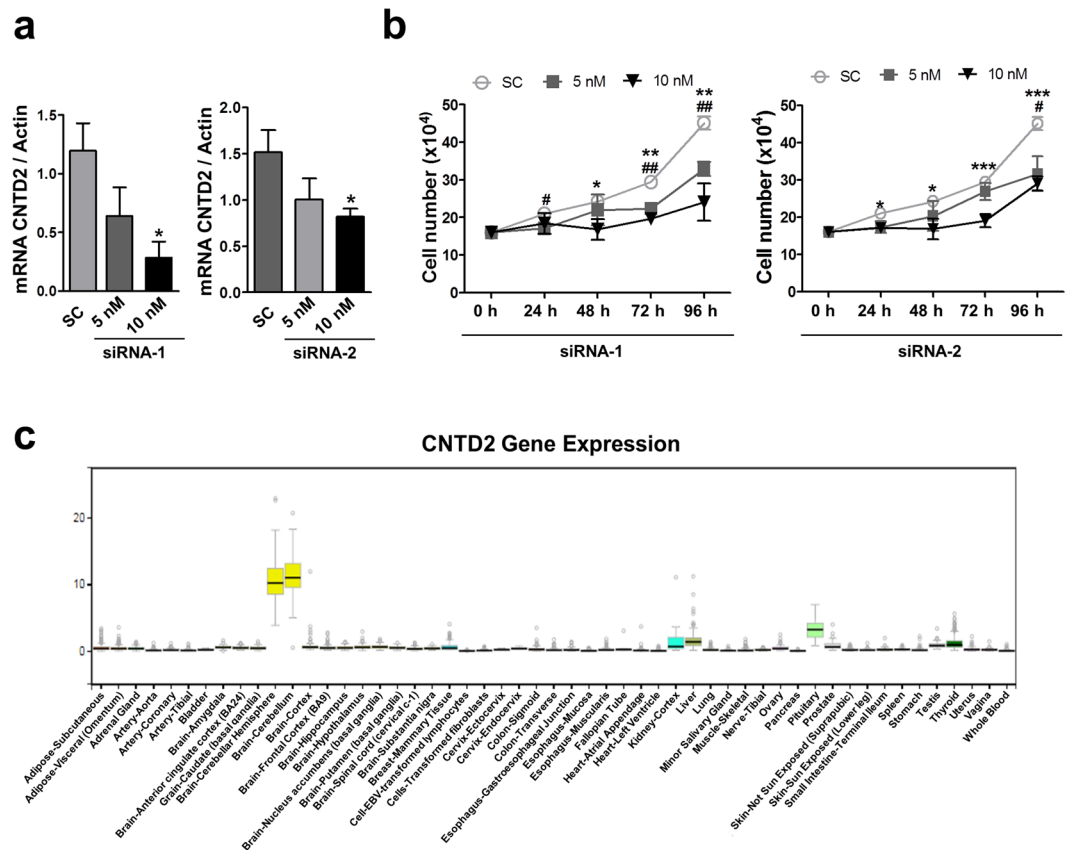 a
mRNA CNTD2 / Actin
1.5
1.0
0.5
0.0
*
SC
5 nM
10 nM
siRNA-1
mRNA CNTD2 / Actin
2.0
1.5
1.0
0.5
0.0
*
SC
5 nM
10 nM
siRNA-2
b
SC 5 nM 10 nM
Cell number (x10⁴)
50
40
30
20
10
0
#
*
**
##
**
##
0 h 24 h 48 h 72 h 96 h
siRNA-1
SC 5 nM 10 nM
Cell number (x10⁴)
50
40
30
20
10
0
*
*
***
***
#
0 h 24 h 48 h 72 h 96 h
siRNA-2
c
CNTD2 Gene Expression
20
10
0
Adipose-Subcutaneous
Adipose-Visceral (Omentum)
Adrenal Gland
Artery-Aorta
Artery-Coronary
Artery-Tibial
Bladder
Brain-Amygdala
Brain-Anterior cingulate cortex (BA24)
Grain-Caudate (basal ganglia)
Brain-Cerebellar Hemisphere
Brain-Cerebellum
Brain-Cortex
Brain-Frontal Cortex (BA9)
Brain-Hippocampus
Brain-Hypothalamus
Brain-Nucleus accumbens (basal ganglia)
Brain-Putamen (basal ganglia)
Brain-Spinal cord (cervical c-1)
Brain-Substantia nigra
Breast-Mammary Tissue
Cell-EBV-transformed lymphocytes
Cells-Transformed fibroblasts
Cervix-Ectocervix
Cervix-Endocervix
Colon-Sigmoid
Colon-Transverse
Esophagus-Gastroesophageal Junction
Esophagus-Mucosa
Esophagus-Muscularis
Fallopian Tube
Heart-Atrial Appendage
Heart-Left Ventricle
Kidney-Cortex
Liver
Lung
Minor Salivary Gland
Muscle-Skeletal
Nerve-Tibial
Ovary
Pancreas
Pituitary
Prostate
Skin-Not Sun Exposed (Suprapubic)
Skin-Sun Exposed (Lower leg)
Small Intestine-Terminal Ileum
Spleen
Stomach
Testis
Thyroid
Uterus
Vagina
Whole Blood